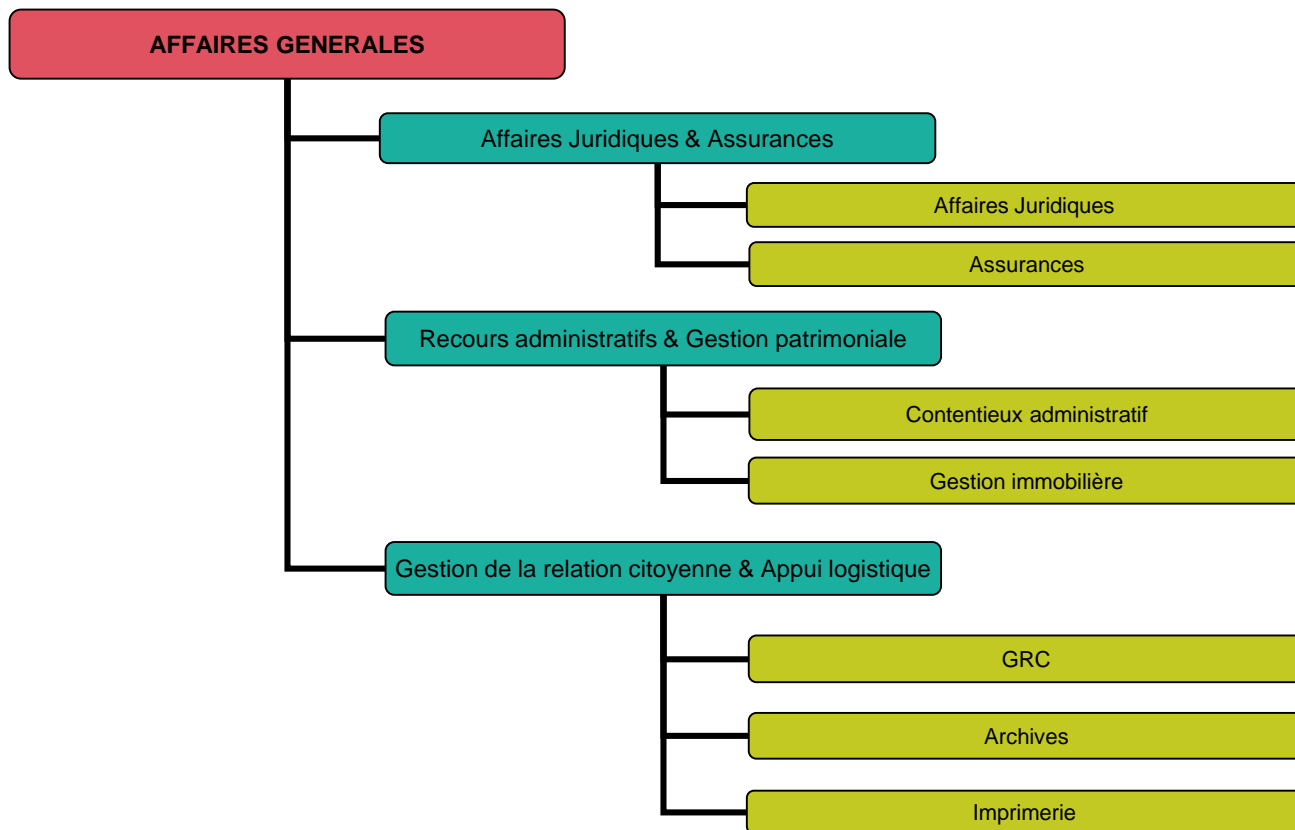 AFFAIRES GENERALES
Affaires Juridiques & Assurances
Affaires Juridiques
Assurances
Recours administratifs & Gestion patrimoniale
Contentieux administratif
Gestion immobilière
Gestion de la relation citoyenne & Appui logistique
GRC
Archives
Imprimerie